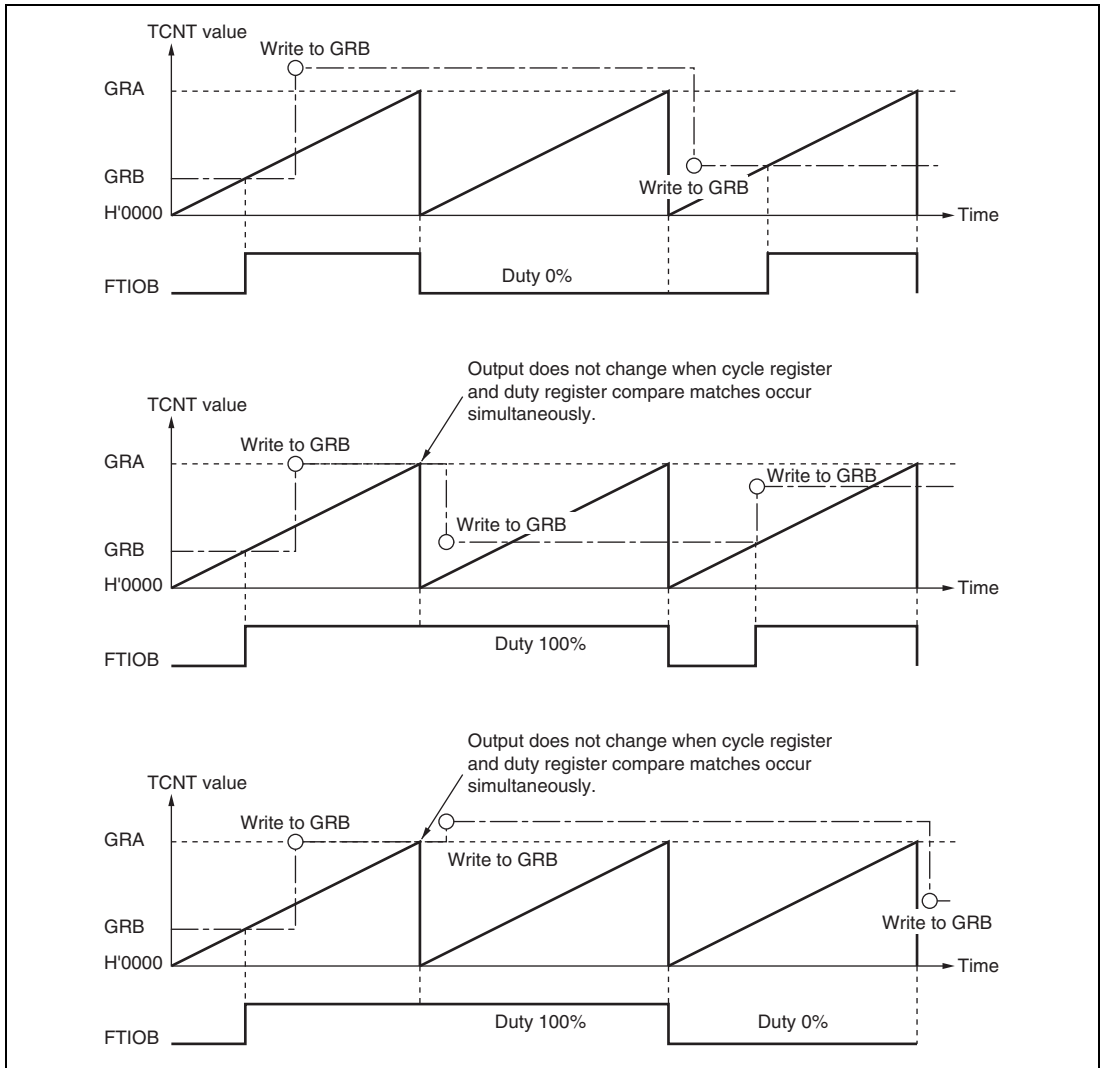 TCNT value
Write to GRB
GRA
GRB
Write to GRB
H'0000
Time
Duty 0%
FTIOB
Output does not change when cycle register
and duty register compare matches occur
simultaneously.
TCNT value
Write to GRB
GRA
Write to GRB
Write to GRB
GRB
H'0000
Time
Duty 100%
FTIOB
Output does not change when cycle register
and duty register compare matches occur
simultaneously.
TCNT value
Write to GRB
GRA
Write to GRB
GRB
Write to GRB
H'0000
Time
Duty 100%
Duty 0%
FTIOB